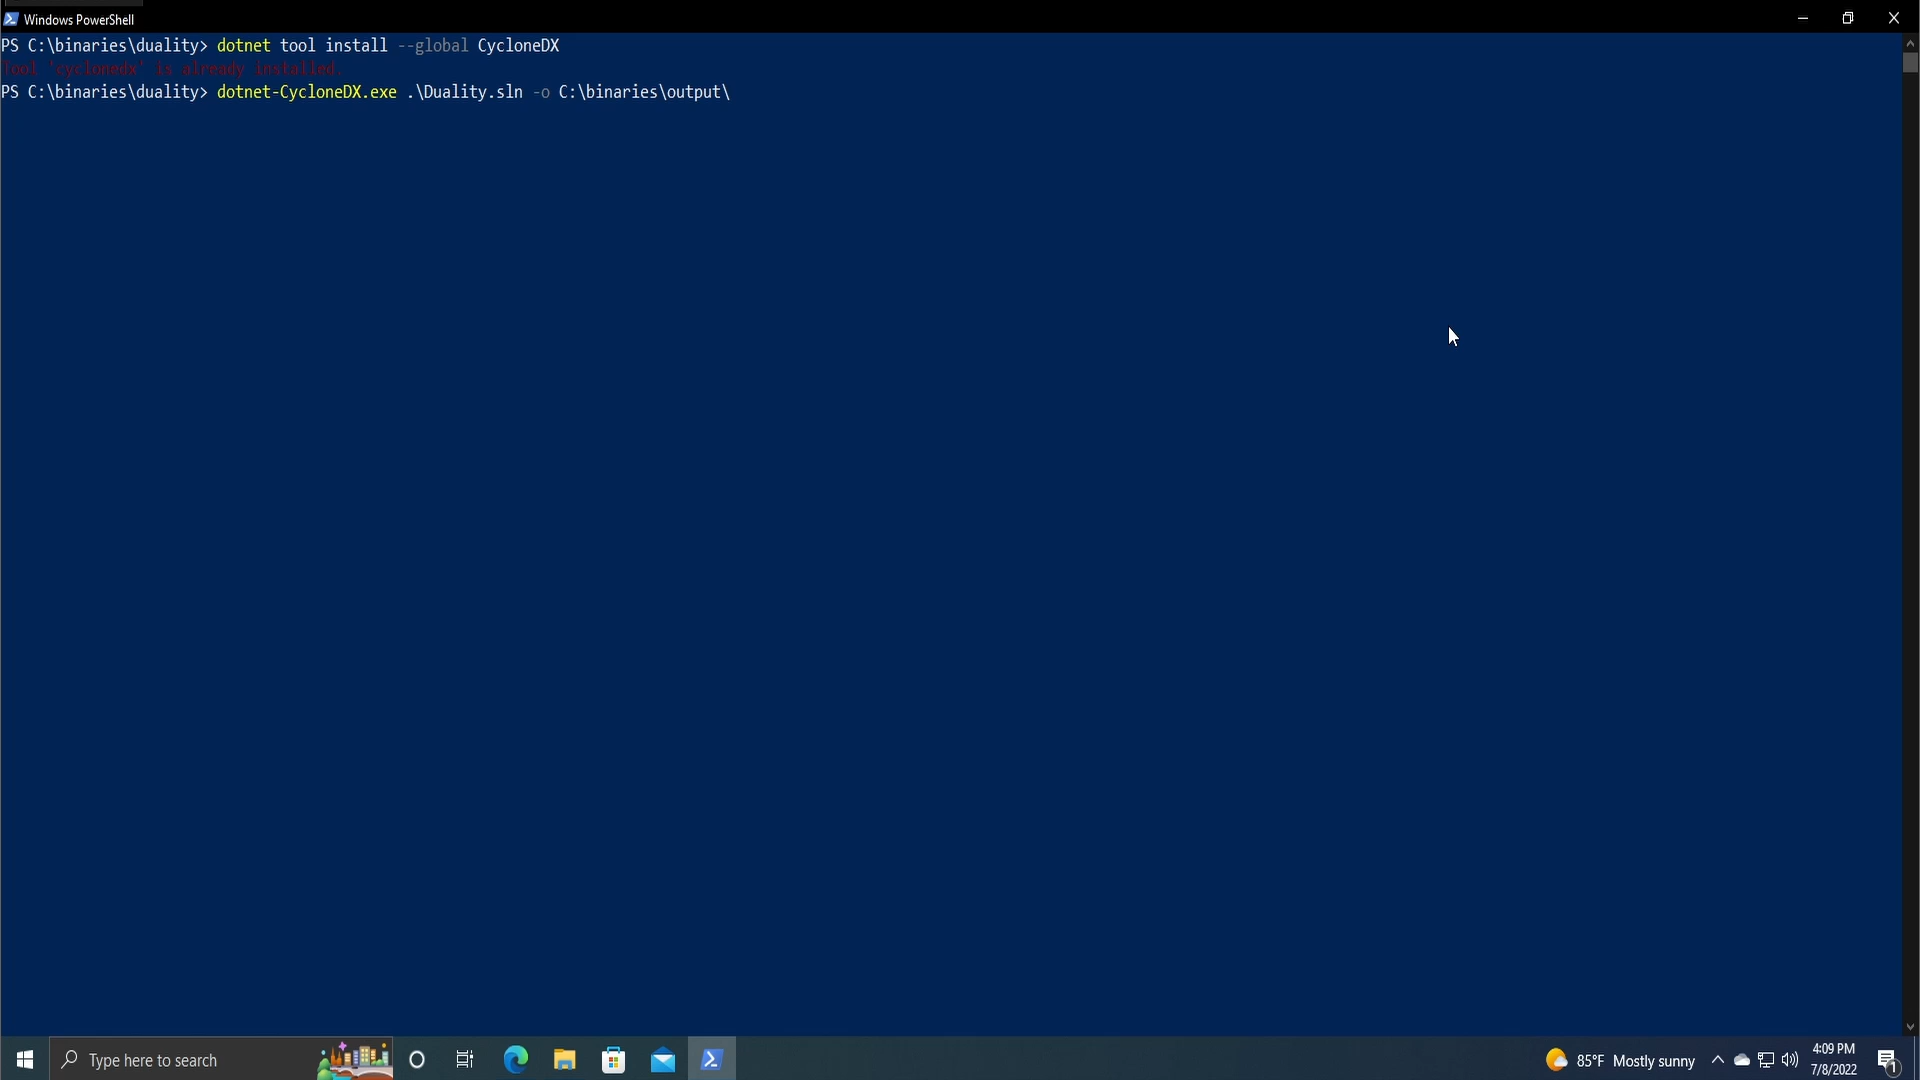 Windows PowerShell
PS C:\binaries\duality> dotnet tool install --global CycloneDX
Tool 'cyclonedx' is already installed.
PS C:\binaries\duality> dotnet-CycloneDX.exe .\Duality.sln -o C:\binaries\output\
Type here to search
85°F Mostly sunny
4:09 PM
7/8/2022
1